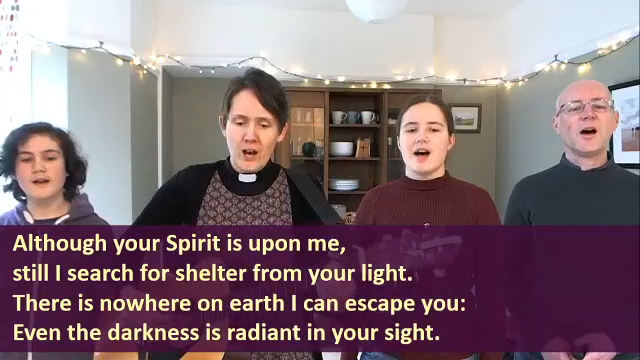 Although your Spirit is upon me,
still I search for shelter from your light.
There is nowhere on earth I can escape you:
Even the darkness is radiant in your sight.